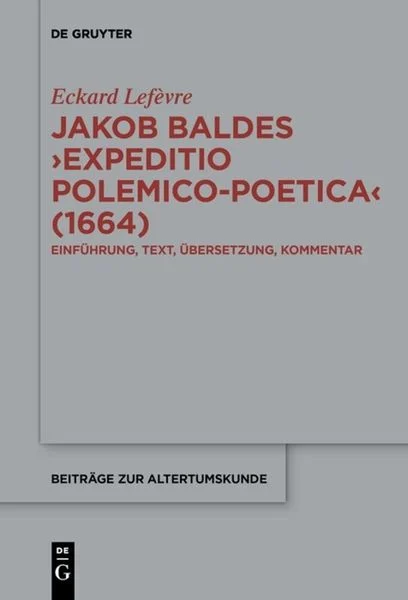 DE GRUYTER
Eckard Lefèvre
JAKOB BALDES
›EXPEDITIO
POLEMICO-POETICA‹
(1664)
EINFÜHRUNG, TEXT, ÜBERSETZUNG, KOMMENTAR
BEITRÄGE ZUR ALTERTUMSKUNDE
DE
G